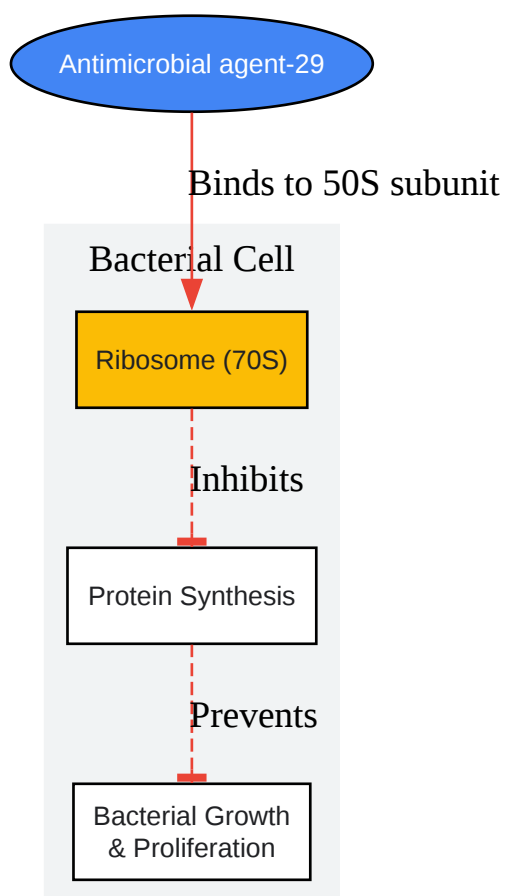 Antimicrobial agent-29
Binds to 50S subunit
Bacterial Cell
Ribosome (70S)
Inhibits
Protein Synthesis
Prevents
Bacterial Growth
& Proliferation